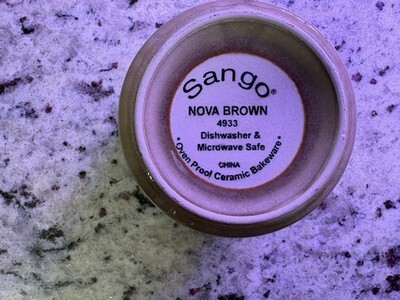 Sango®
NOVA BROWN
4933
Dishwasher &
Microwave Safe
CHINA
• Oven Proof Ceramic Bakeware •